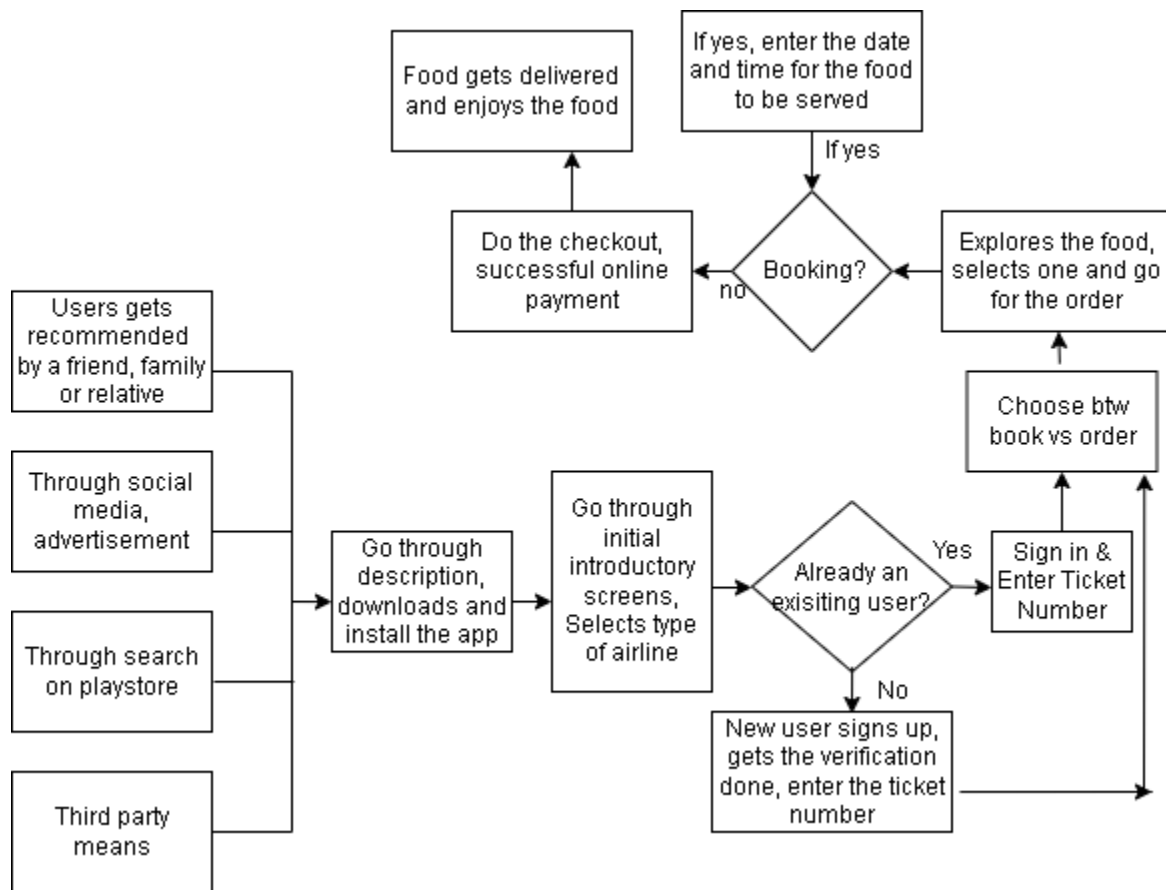 Food gets delivered
and enjoys the food
If yes, enter the date
and time for the food
to be served
If yes
Do the checkout,
successful online
payment
no
Booking?
Explores the food,
selects one and go
for the order
Users gets
recommended
by a friend, family
or relative
Choose btw
book vs order
Through social
media,
advertisement
Go through
description,
downloads and
install the app
Go through
initial
introductory
screens,
Selects type
of airline
Already an
exisiting user?
Yes
Sign in &
Enter Ticket
Number
Through search
on playstore
No
New user signs up,
gets the verification
done, enter the ticket
number
Third party
means